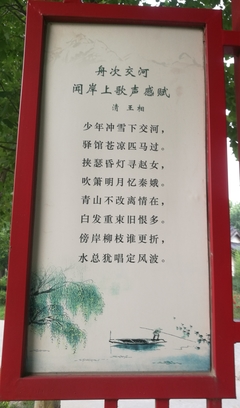 舟次交河
闻岸上歌声感赋
清 王相
少年冲雪下交河，
驿馆苍凉匹马过。
挟瑟昏灯寻赵女，
吹箫明月忆秦娥。
青山不改离情在，
白发重来旧恨多。
傍岸柳枝谁更折，
水总犹唱定风波。